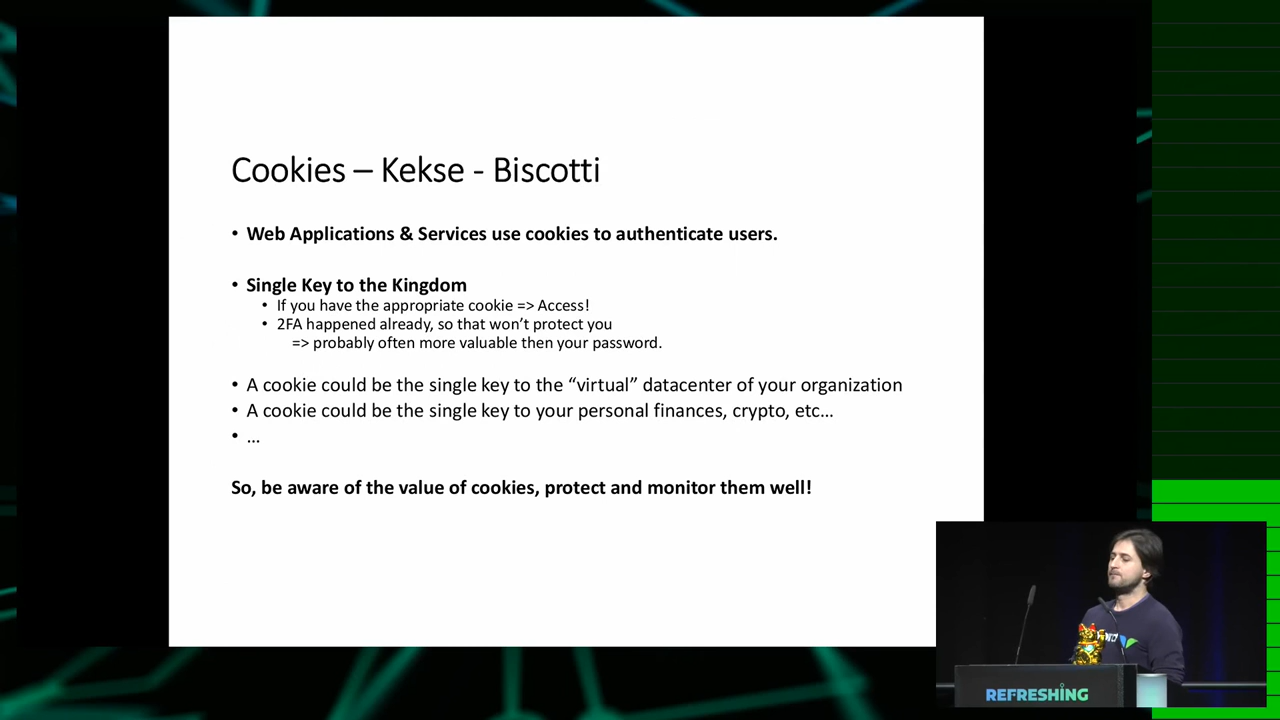 Cookies – Kekse - Biscotti
• Web Applications & Services use cookies to authenticate users.
• Single Key to the Kingdom
• If you have the appropriate cookie => Access!
• 2FA happened already, so that won’t protect you
=> probably often more valuable then your password.
• A cookie could be the single key to the “virtual” datacenter of your organization
• A cookie could be the single key to your personal finances, crypto, etc…
• …
So, be aware of the value of cookies, protect and monitor them well!
REFRESHING